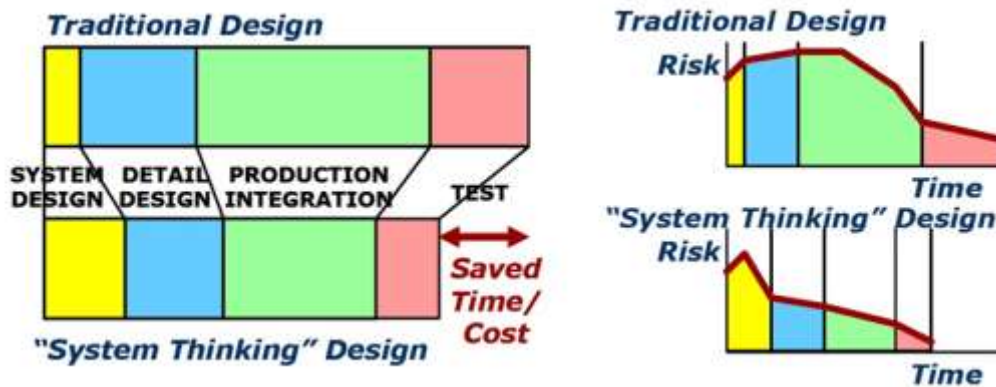 Traditional Design
SYSTEM DESIGN
DETAIL DESIGN
PRODUCTION INTEGRATION
TEST
Saved
Time/
Cost
“System Thinking” Design
Traditional Design
Risk
Time
“System Thinking” Design
Risk
Time